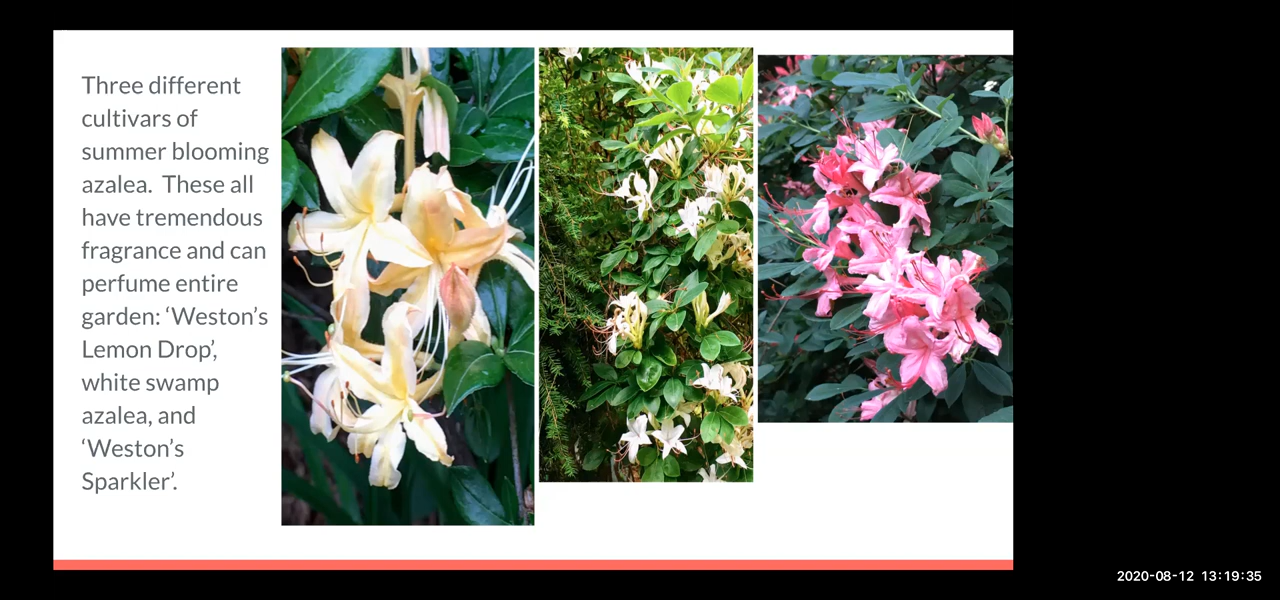 Three different
cultivars of
summer blooming
azalea.  These all
have tremendous
fragrance and can
perfume entire
garden: ‘Weston’s
Lemon Drop’,
white swamp
azalea, and
‘Weston’s
Sparkler’.
2020-08-12 13:19:35